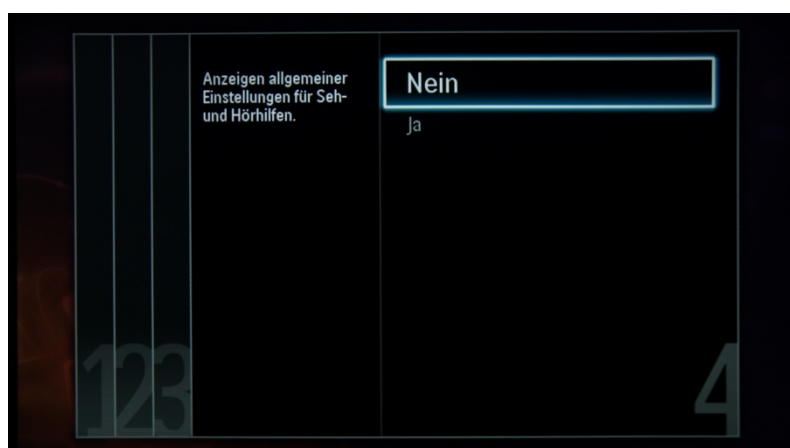 Anzeigen allgemeiner
Einstellungen für Seh-
und Hörhilfen.
Nein
Ja
123
4